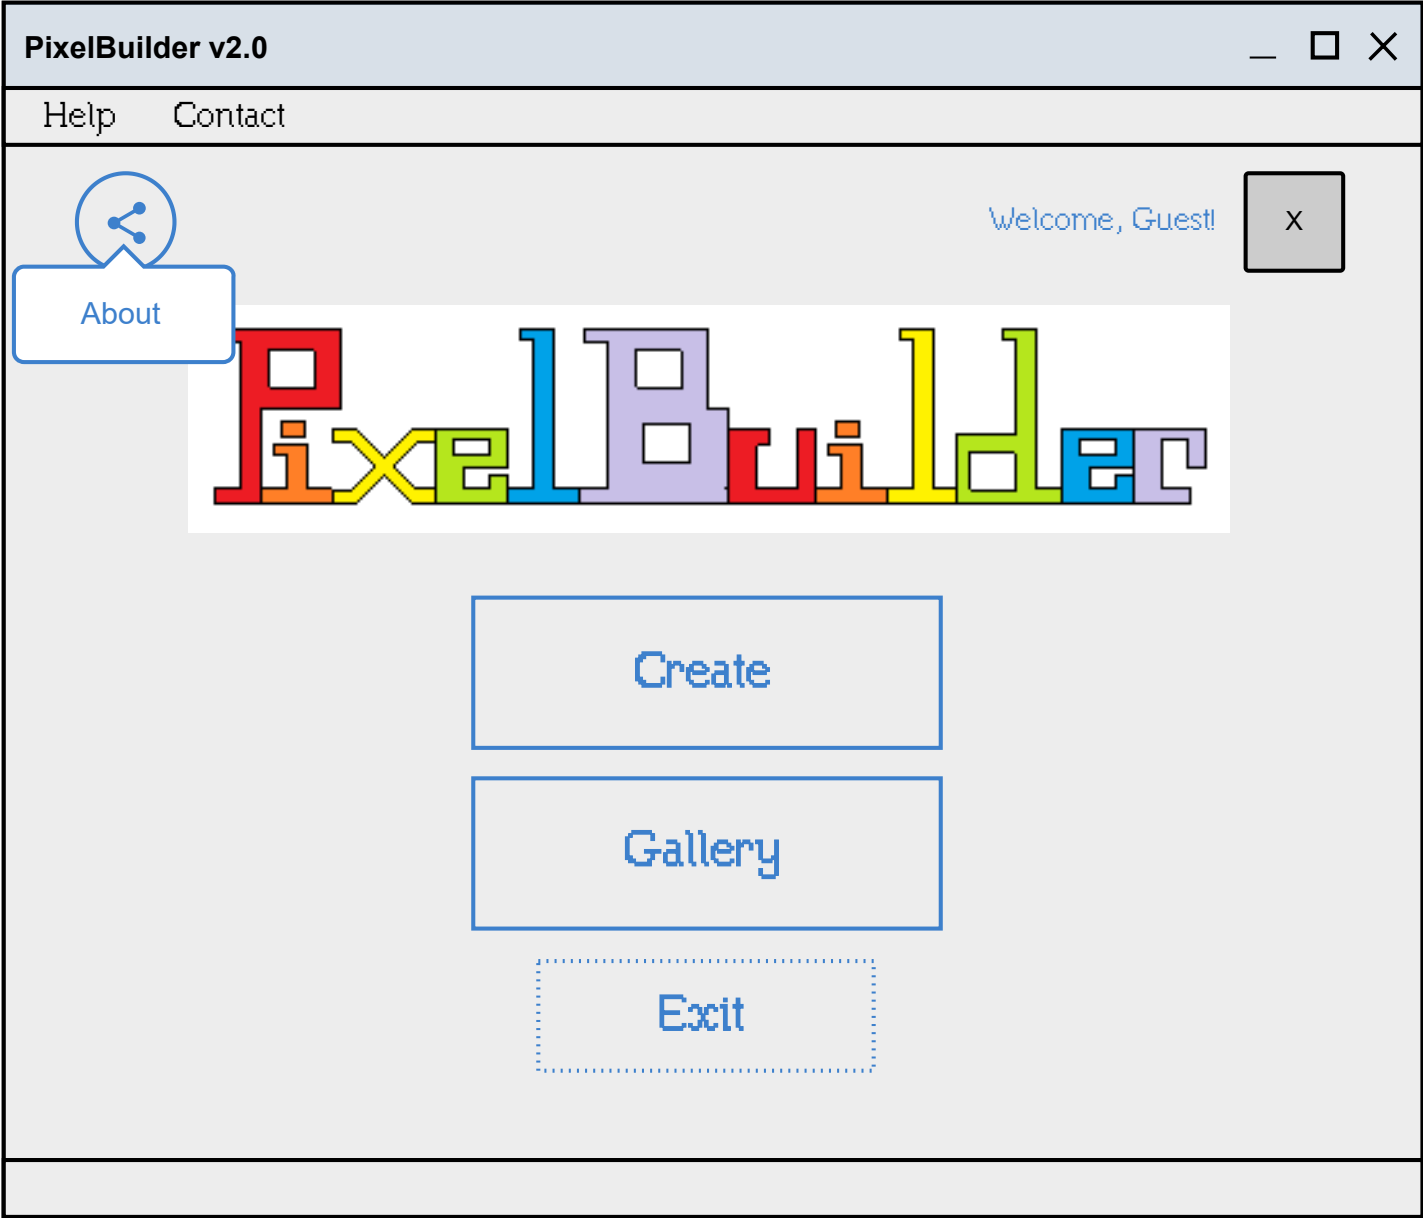 PixelBuilder v2.0
Help Contact
Welcome, Guest!
X
About
PixelBuilder
Create
Gallery
Exit